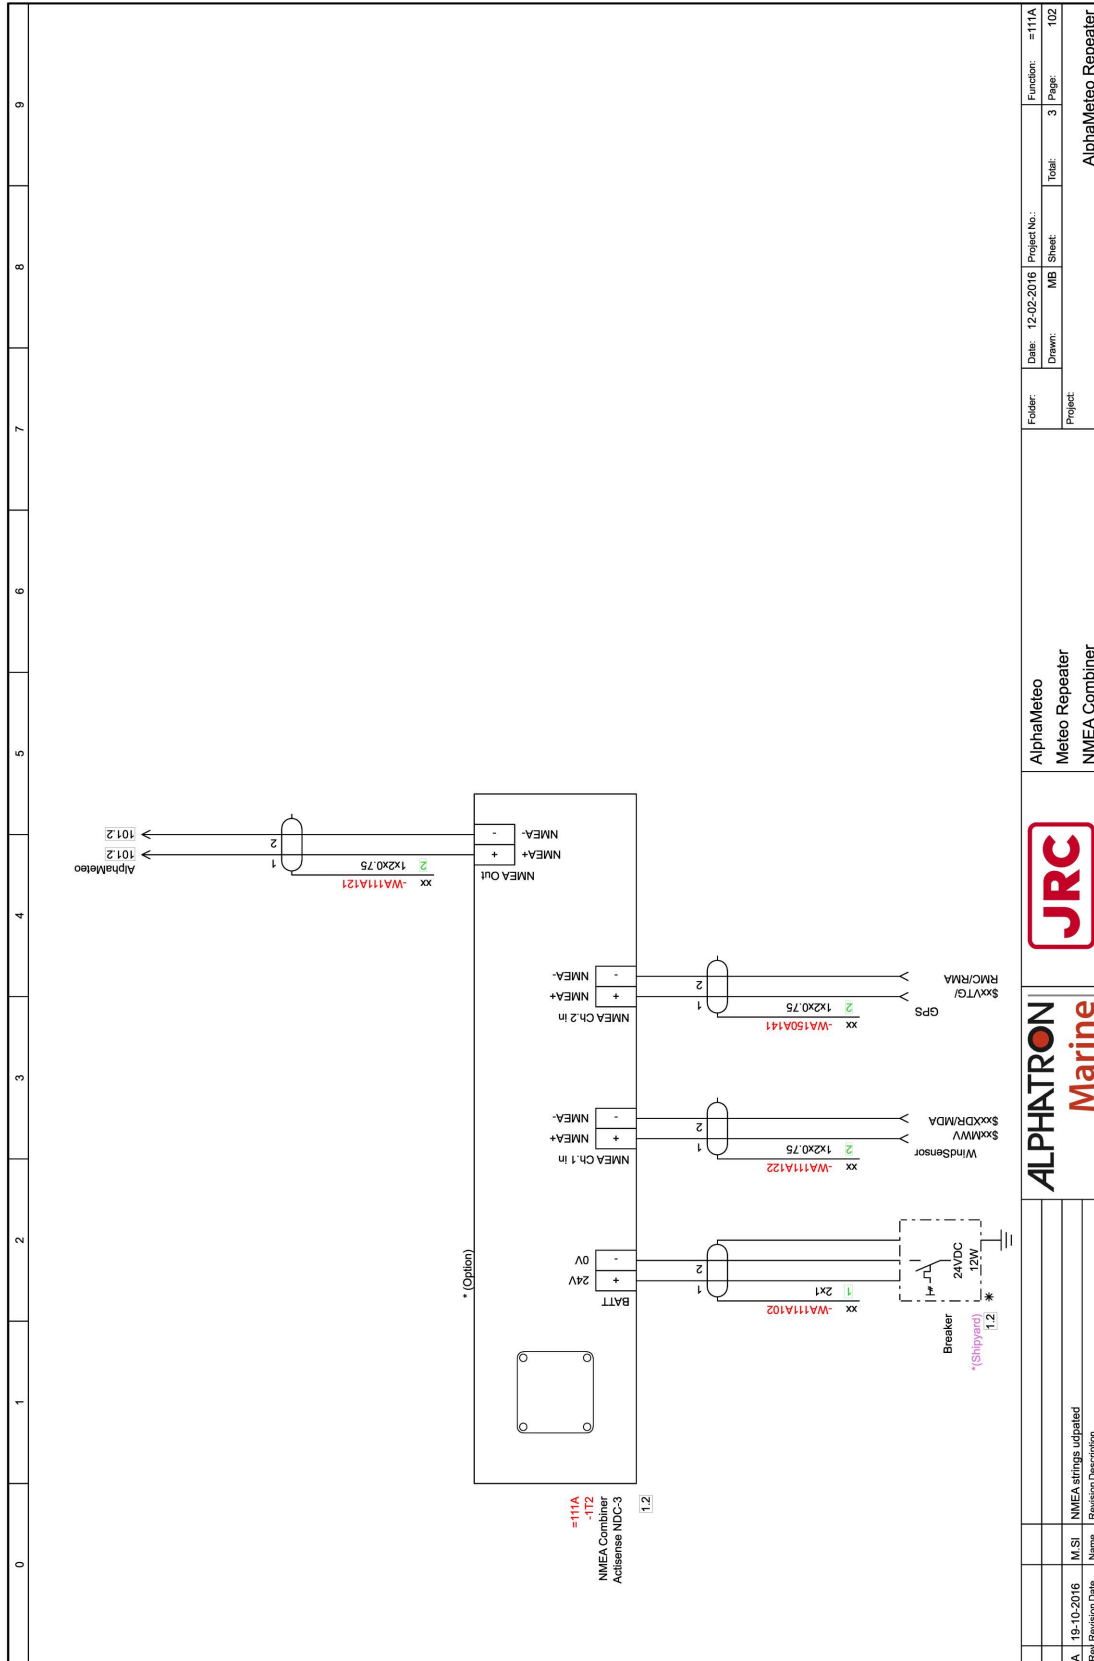 0
1
2
3
4
5
6
7
8
9
AlphaMeteo
101.2
101.2
1
2
xx
-WA111A121
2
1x2x0.75
NMEA Out
NMEA+
NMEA-
+
-
* (Option)
BATT
24V
0V
+
-
NMEA Ch.1 in
NMEA+
NMEA-
+
-
NMEA Ch.2 in
NMEA+
NMEA-
+
-
=111A
-1T2
NMEA Combiner
Actisense NDC-3
1.2
xx
-WA111A102
1
2x1
1
2
xx
-WA111A122
2
1x2x0.75
1
2
xx
-WA150A141
2
1x2x0.75
1
2
Breaker
*(Shipyard)
1.2
24VDC
12W
*
WindSensor
$xxMWV
$xxXDR/MDA
GPS
$xxVTG/
RMC/RMA
A
19-10-2016
M.SI
NMEA strings udpated
Rev
Revision Date
Name
Revision Description
ALPHATRON
Marine
JRC
AlphaMeteo
Meteo Repeater
NMEA Combiner
Folder:
Date: 12-02-2016
Project No.:
Function: =111A
Drawn: MB
Sheet:
Total: 3
Page: 102
Project:
AlphaMeteo Repeater